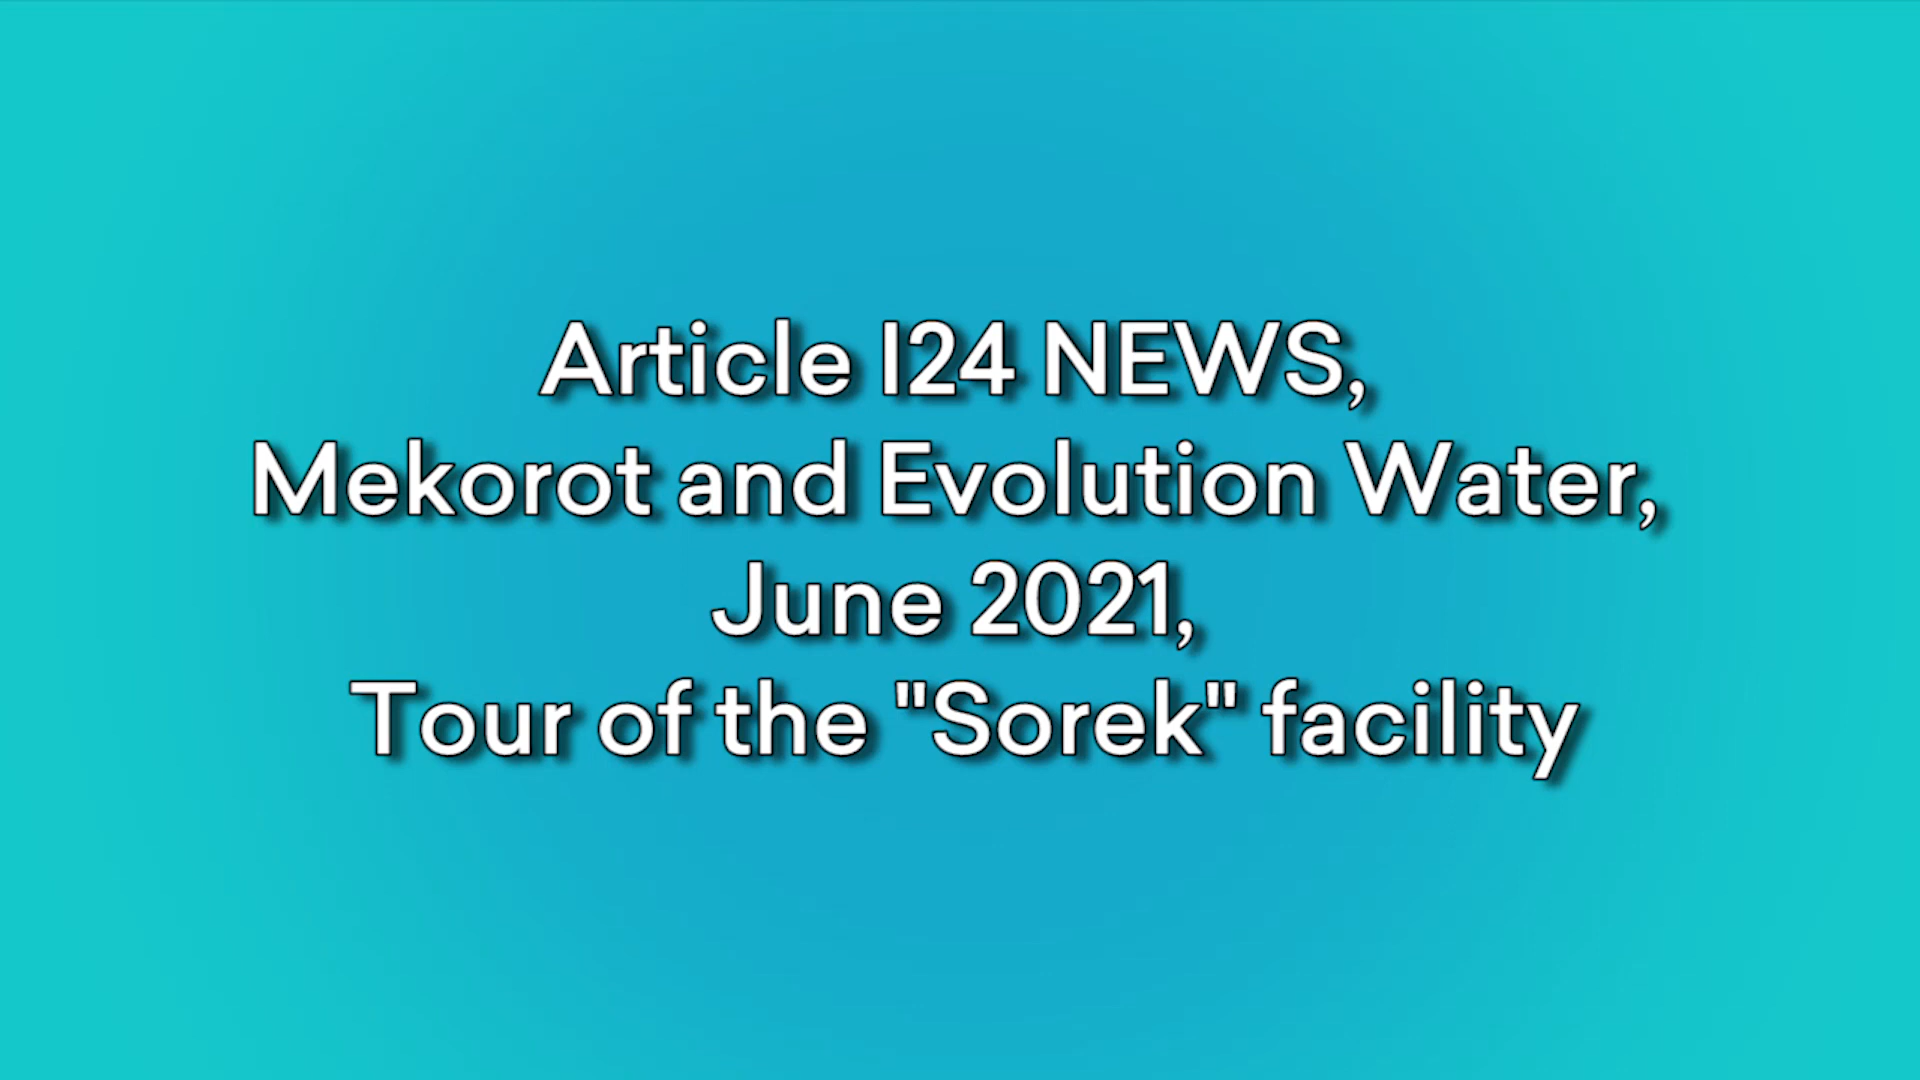 Article I24 NEWS,
Mekorot and Evolution Water,
June 2021,
Tour of the "Sorek" facility